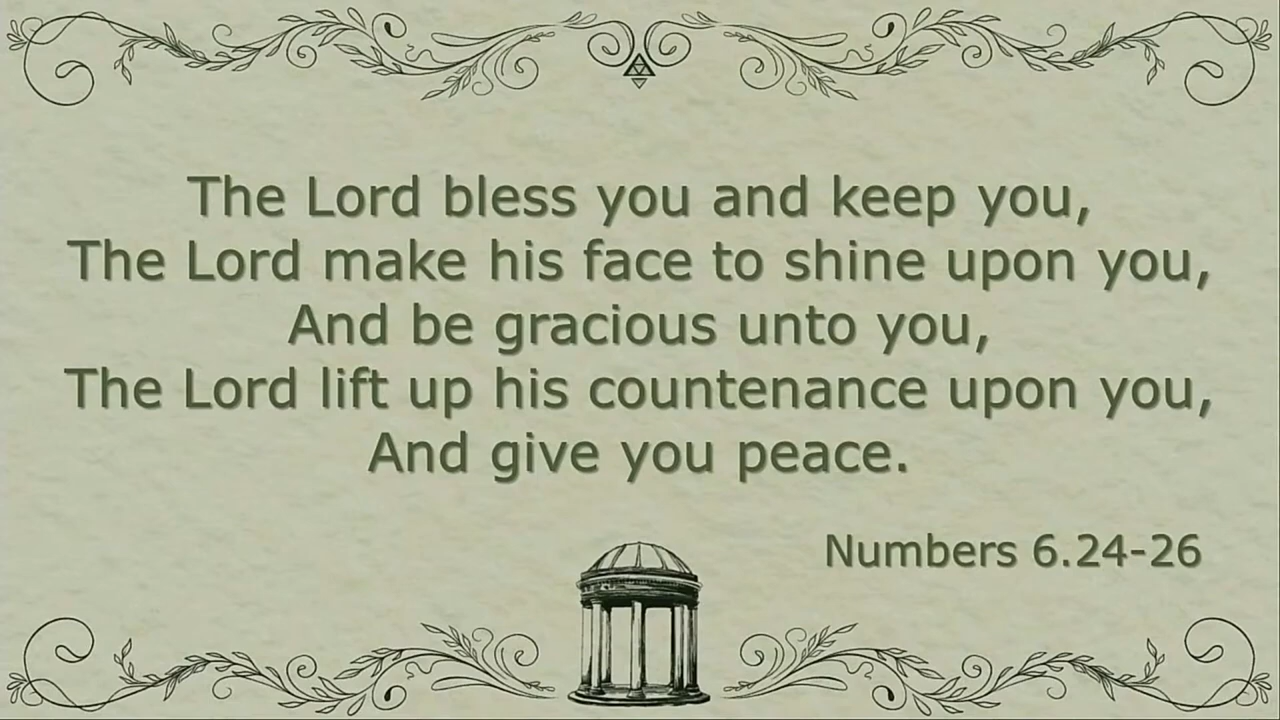 The Lord bless you and keep you,
The Lord make his face to shine upon you,
And be gracious unto you,
The Lord lift up his countenance upon you,
And give you peace.
Numbers 6.24-26